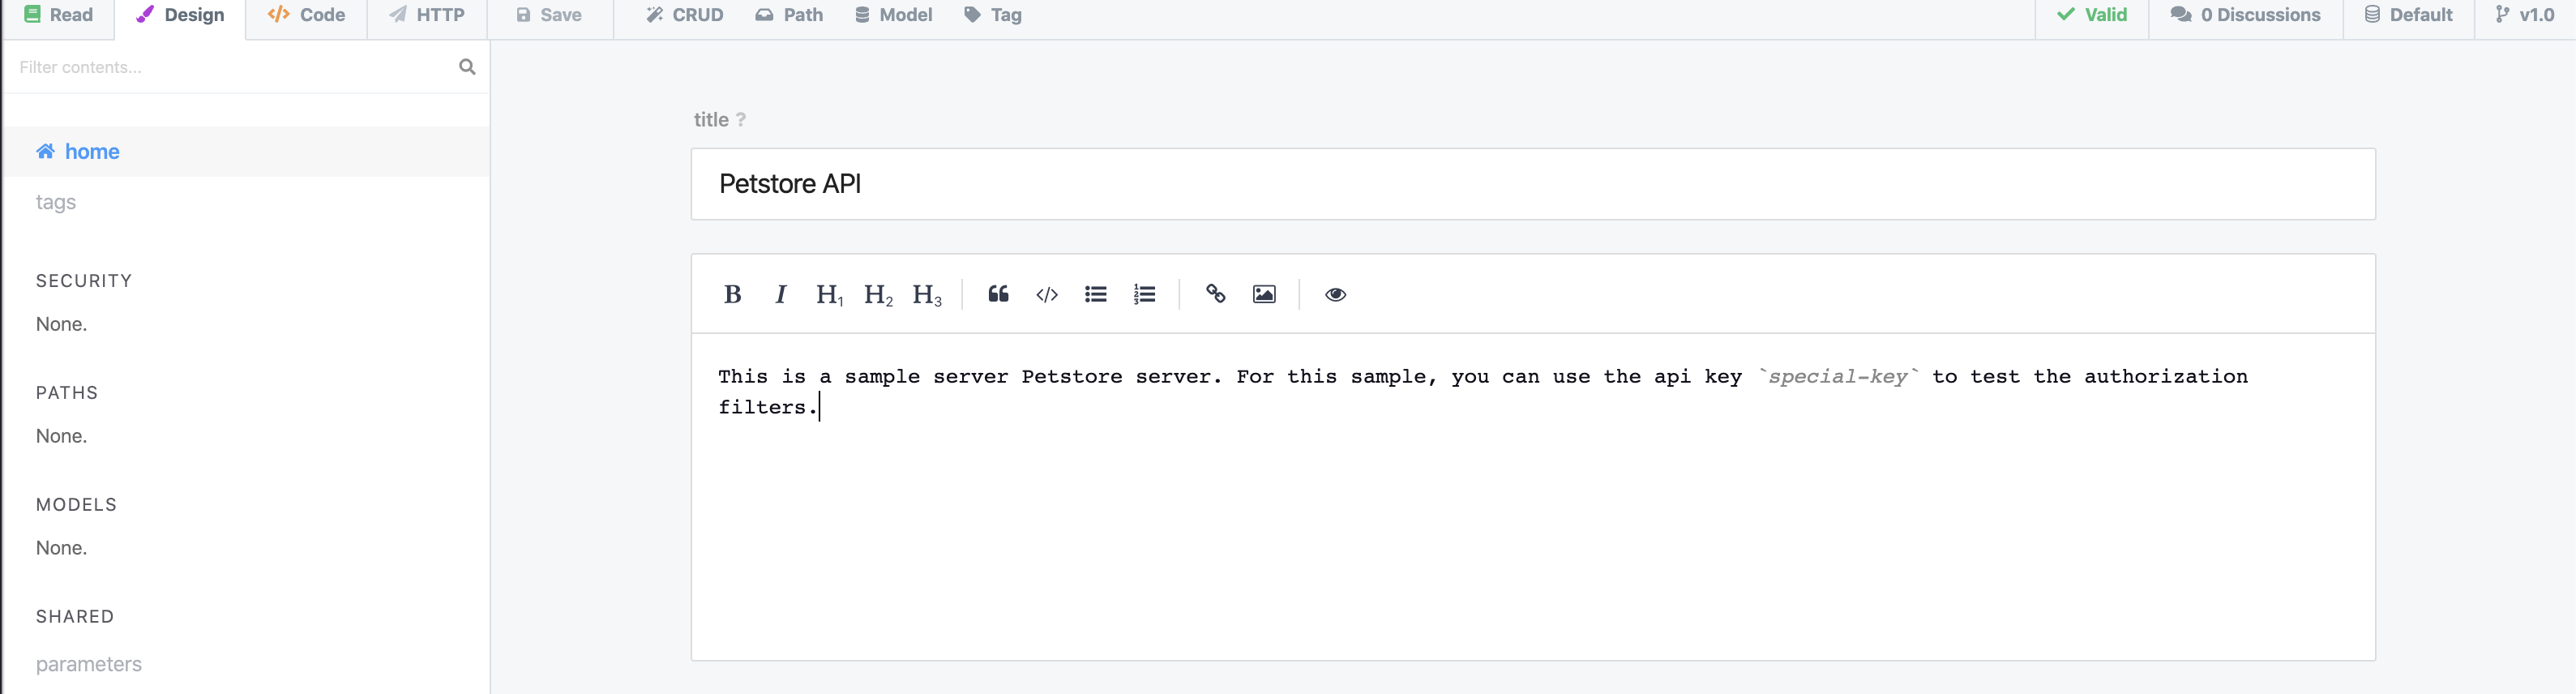 Read Design Code HTTP Save CRUD Path Model Tag Valid 0 Discussions Default v1.0
Filter contents...
home
tags
SECURITY
None.
PATHS
None.
MODELS
None.
SHARED
parameters
title ?
Petstore API
B I H1 H2 H3
This is a sample server Petstore server. For this sample, you can use the api key `special-key` to test the authorization
filters.